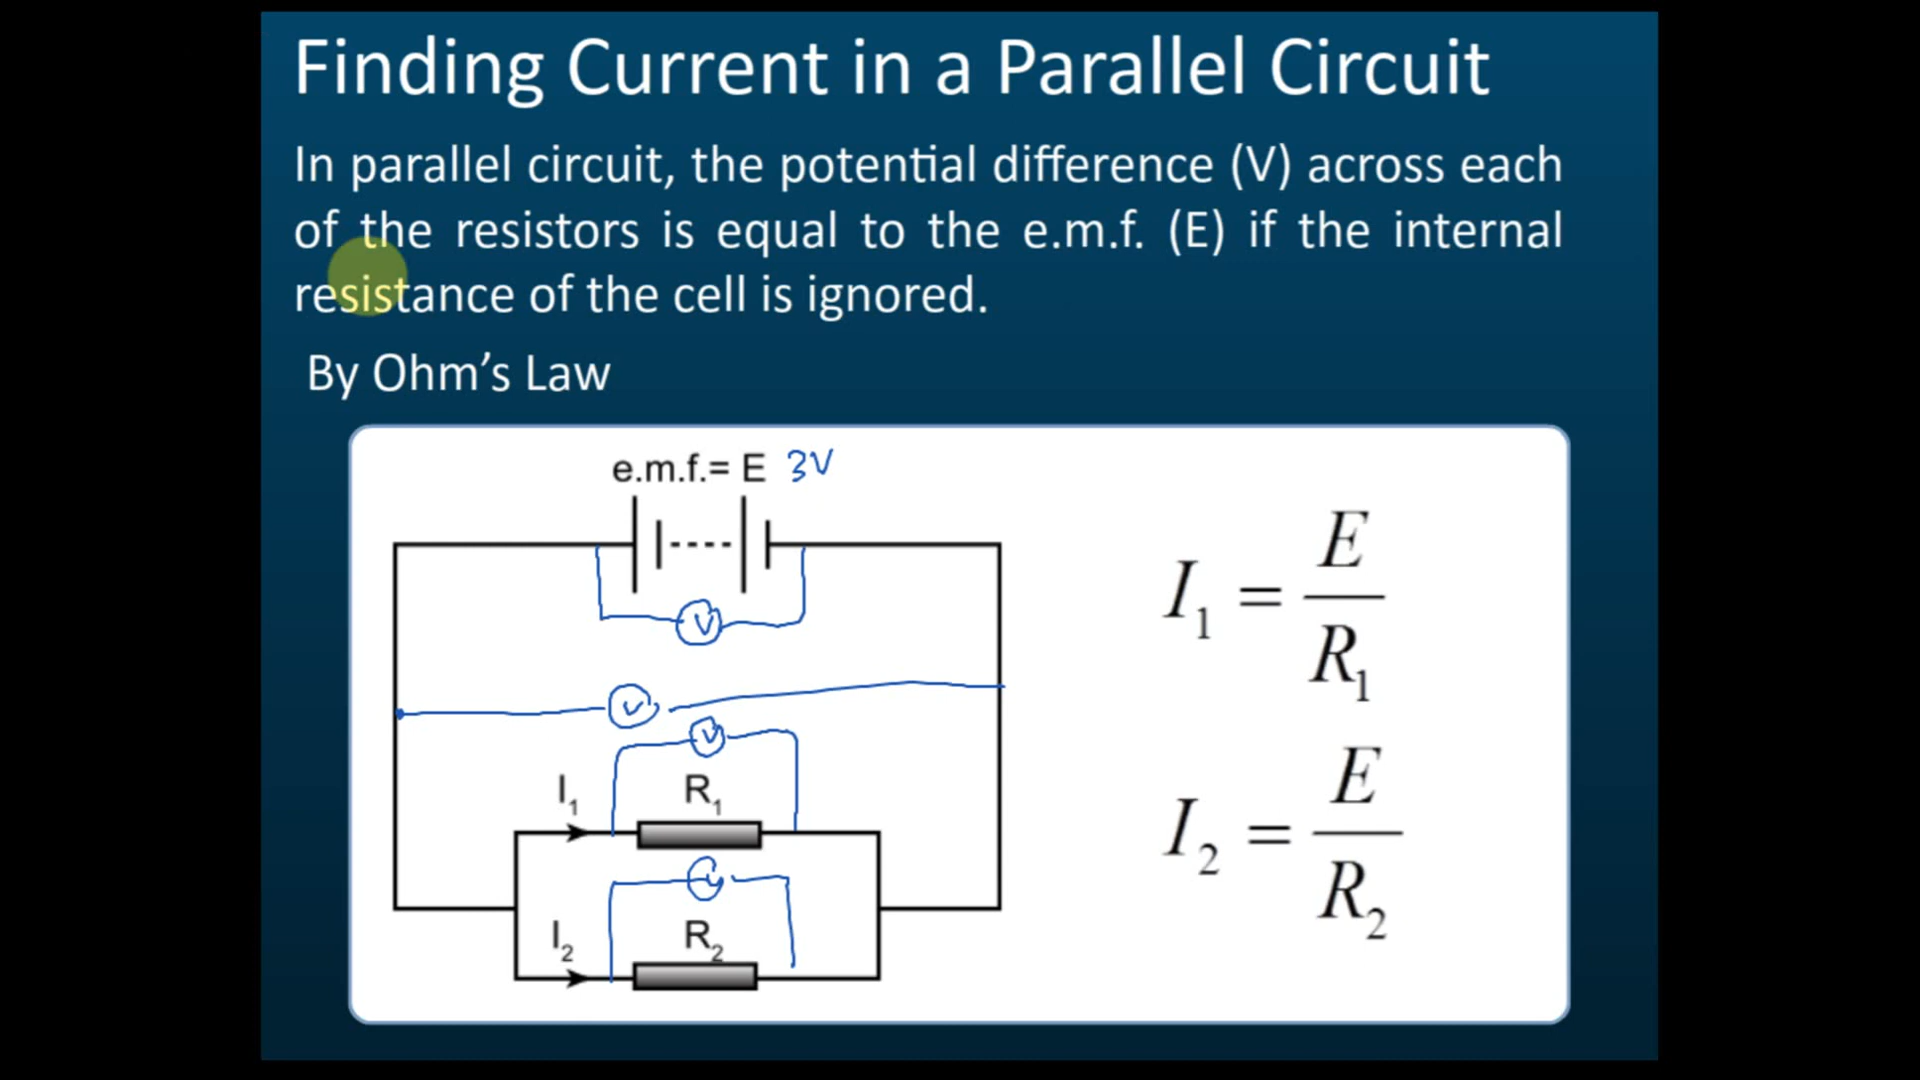 Finding Current in a Parallel Circuit
In parallel circuit, the potential difference (V) across each
of the resistors is equal to the e.m.f. (E) if the internal
resistance of the cell is ignored.
By Ohm’s Law
e.m.f.= E 3V
V
V
V
I₁ R₁
I₂ R₂
I₁ = E / R₁
I₂ = E / R₂